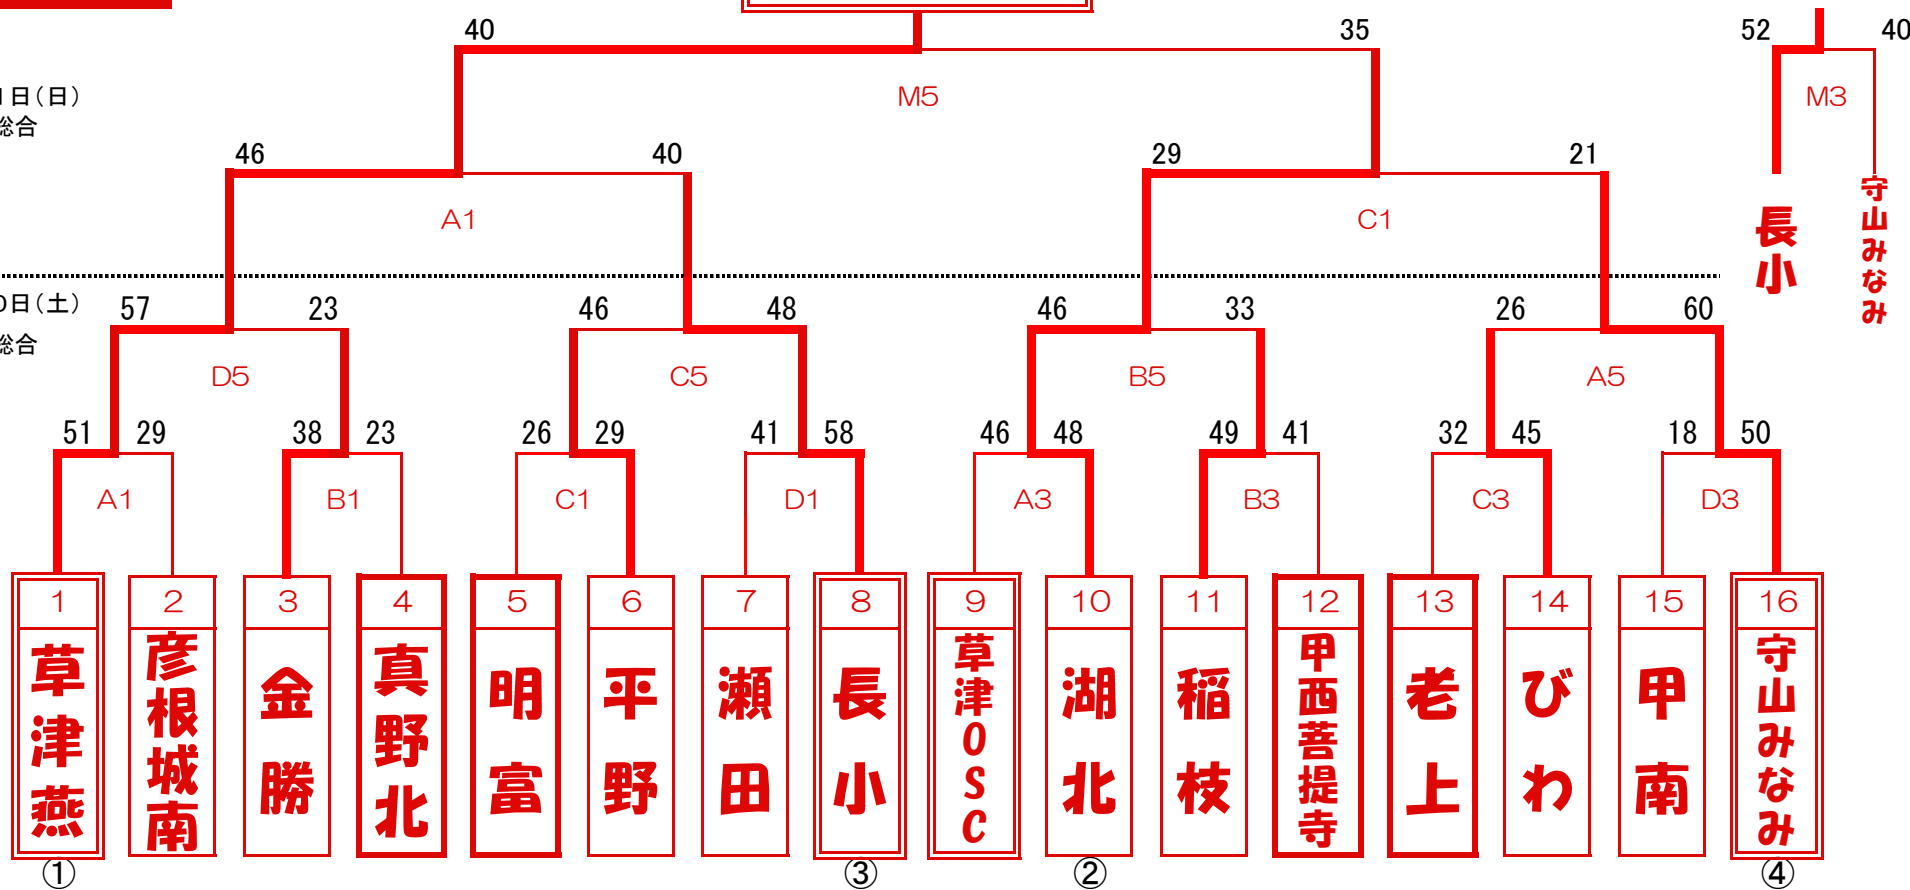 40 35 52 40
M5 M3
日(日)
総合
46 40 29 21
A1 C1
長小 守山みなみ
日(土)
57 23 46 48 46 33 26 60
総合
D5 C5 B5 A5
51 29 38 23 26 29 41 58 46 48 49 41 32 45 18 50
A1 B1 C1 D1 A3 B3 C3 D3
1 2 3 4 5 6 7 8 9 10 11 12 13 14 15 16
草津燕
彦根城南
金勝
真野北
明富
平野
瀬田
長小
草津OSC
湖北
稲枝
甲西菩提寺
老上
びわ
甲南
守山みなみ
① ③ ② ④